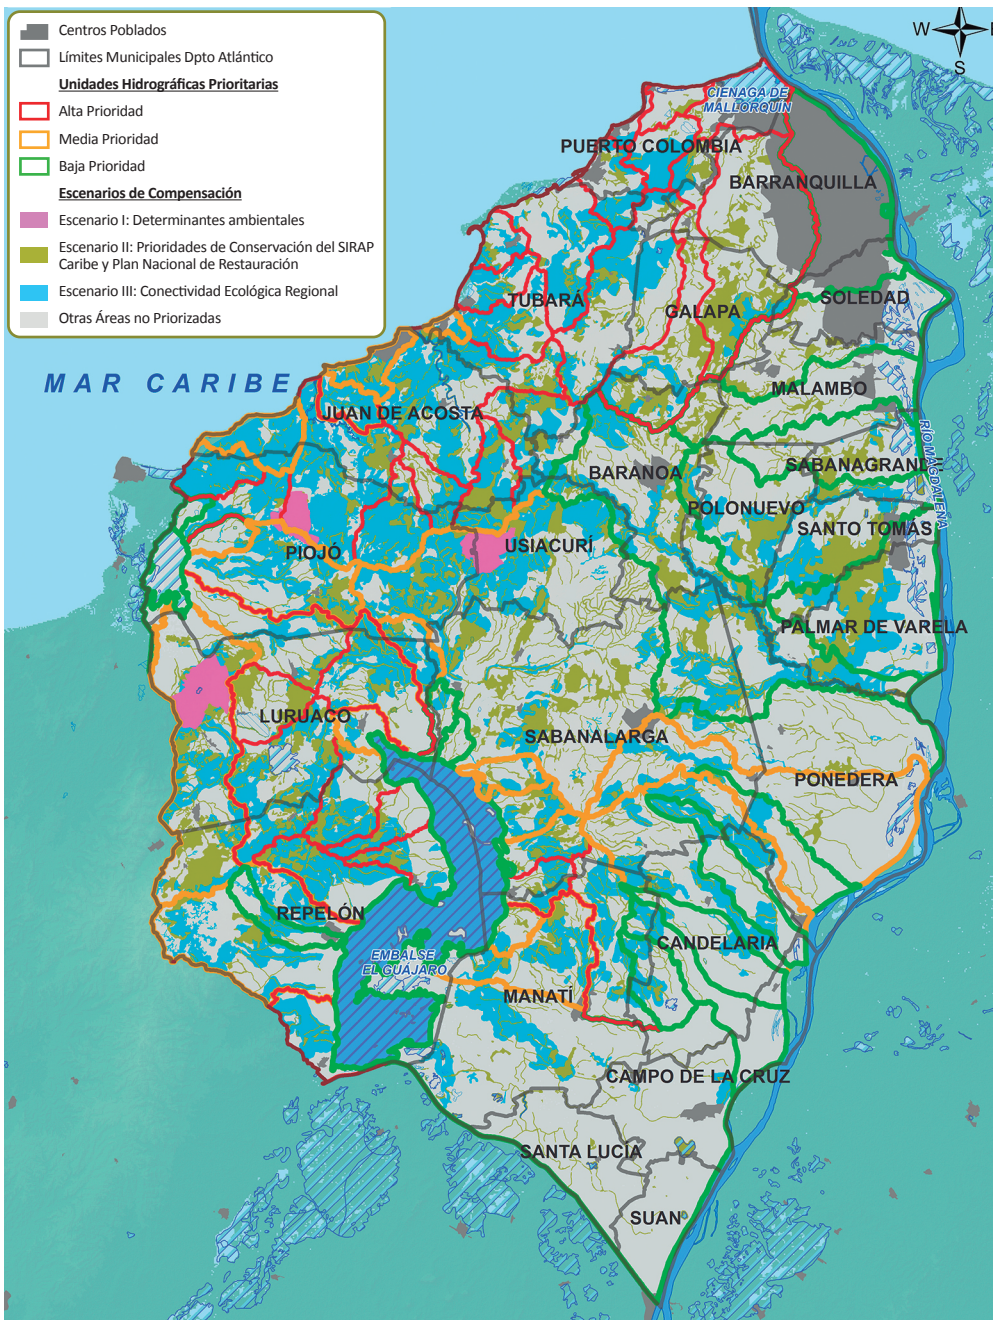 Centros Poblados
Límites Municipales Dpto Atlántico
Unidades Hidrográficas Prioritarias
Alta Prioridad
Media Prioridad
Baja Prioridad
Escenarios de Compensación
Escenario I: Determinantes ambientales
Escenario II: Prioridades de Conservación del SIRAP
Caribe y Plan Nacional de Restauración
Escenario III: Conectividad Ecológica Regional
Otras Áreas no Priorizadas
W
S
CIENAGA DE
MALLORQUIN
PUERTO COLOMBIA
BARRANQUILLA
TUBARÁ
SOLEDAD
GALAPA
MAR CARIBE
MALAMBO
JUAN DE ACOSTA
RÍO MAGDALENA
BARANOA
SABANAGRANDE
POLONUEVO
SANTO TOMÁS
USIACURÍ
PIOJÓ
PALMAR DE VARELA
LURUACO
SABANALARGA
PONEDERA
REPELÓN
CANDELARIA
EMBALSE
EL GUÁJARO
MANATÍ
CAMPO DE LA CRUZ
SANTA LUCÍA
SUAN